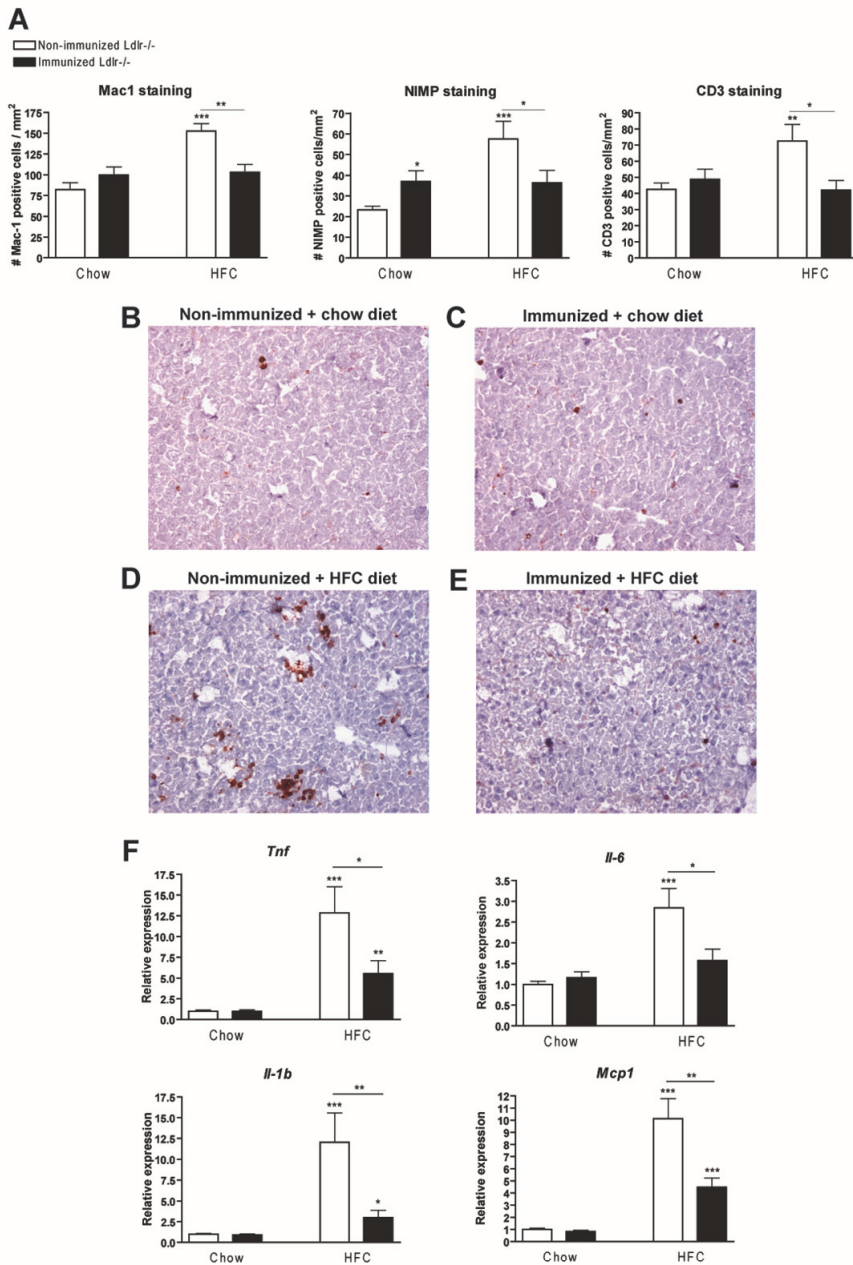 A
Non-immunized Ldlr-/-
Immunized Ldlr-/-
Mac1 staining
# Mac-1 positive cells / mm²
175
150
125
100
75
50
25
0
***
**
Chow
HFC
NIMP staining
# NIMP positive cells/mm²
70
60
50
40
30
20
10
0
*
***
*
Chow
HFC
CD3 staining
# CD3 positive cells/mm²
90
80
70
60
50
40
30
20
10
0
**
*
Chow
HFC
B
Non-immunized + chow diet
C
Immunized + chow diet
D
Non-immunized + HFC diet
E
Immunized + HFC diet
F
Tnf
Relative expression
17.5
15.0
12.5
10.0
7.5
5.0
2.5
0.0
*
***
**
Chow
HFC
Il-6
Relative expression
3.5
3.0
2.5
2.0
1.5
1.0
0.5
0.0
*
***
Chow
HFC
Il-1b
Relative expression
17.5
15.0
12.5
10.0
7.5
5.0
2.5
0.0
**
***
*
Chow
HFC
Mcp1
Relative expression
12
11
10
9
8
7
6
5
4
3
2
1
0
**
***
***
Chow
HFC